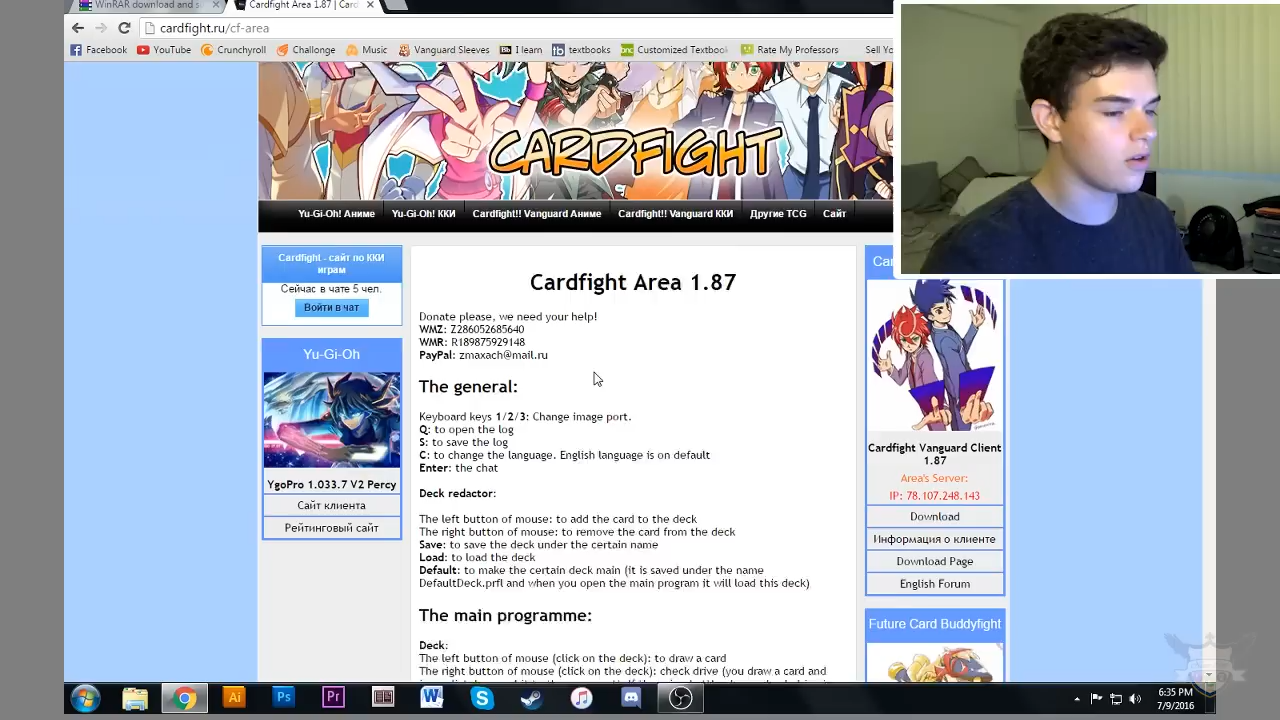 WinRAR download and s
Cardfight Area 1.87 | Card
cardfight.ru/cf-area
Facebook
YouTube
Crunchyroll
Challonge
Music
Vanguard Sleeves
Bb I learn
tb textbooks
Customized Textbook
Rate My Professors
Sell Yo
CARDFIGHT
Yu-Gi-Oh! Аниме
Yu-Gi-Oh! ККИ
Cardfight!! Vanguard Аниме
Cardfight!! Vanguard ККИ
Другие TCG
Сайт
Cardfight - сайт по ККИ
играм
Сейчас в чате 5 чел.
Войти в чат
Yu-Gi-Oh
YgoPro 1.033.7 V2 Percy
Сайт клиента
Рейтинговый сайт
Cardfight Area 1.87
Donate please, we need your help!
WMZ: Z286052685640
WMR: R189875929148
PayPal: zmaxach@mail.ru
The general:
Keyboard keys 1/2/3: Change image port.
Q: to open the log
S: to save the log
C: to change the language. English language is on default
Enter: the chat
Deck redactor:
The left button of mouse: to add the card to the deck
The right button of mouse: to remove the card from the deck
Save: to save the deck under the certain name
Load: to load the deck
Default: to make the certain deck main (it is saved under the name
DefaultDeck.prfl and when you open the main program it will load this deck)
The main programme:
Deck:
The left button of mouse (click on the deck): to draw a card
The right button of mouse (click on the deck): check drive (you draw a card and
Car
Cardfight Vanguard Client
1.87
Area's Server:
IP: 78.107.248.143
Download
Информация о клиенте
Download Page
English Forum
Future Card Buddyfight
Ai
Ps
Pr
W
S
6:35 PM
7/9/2016